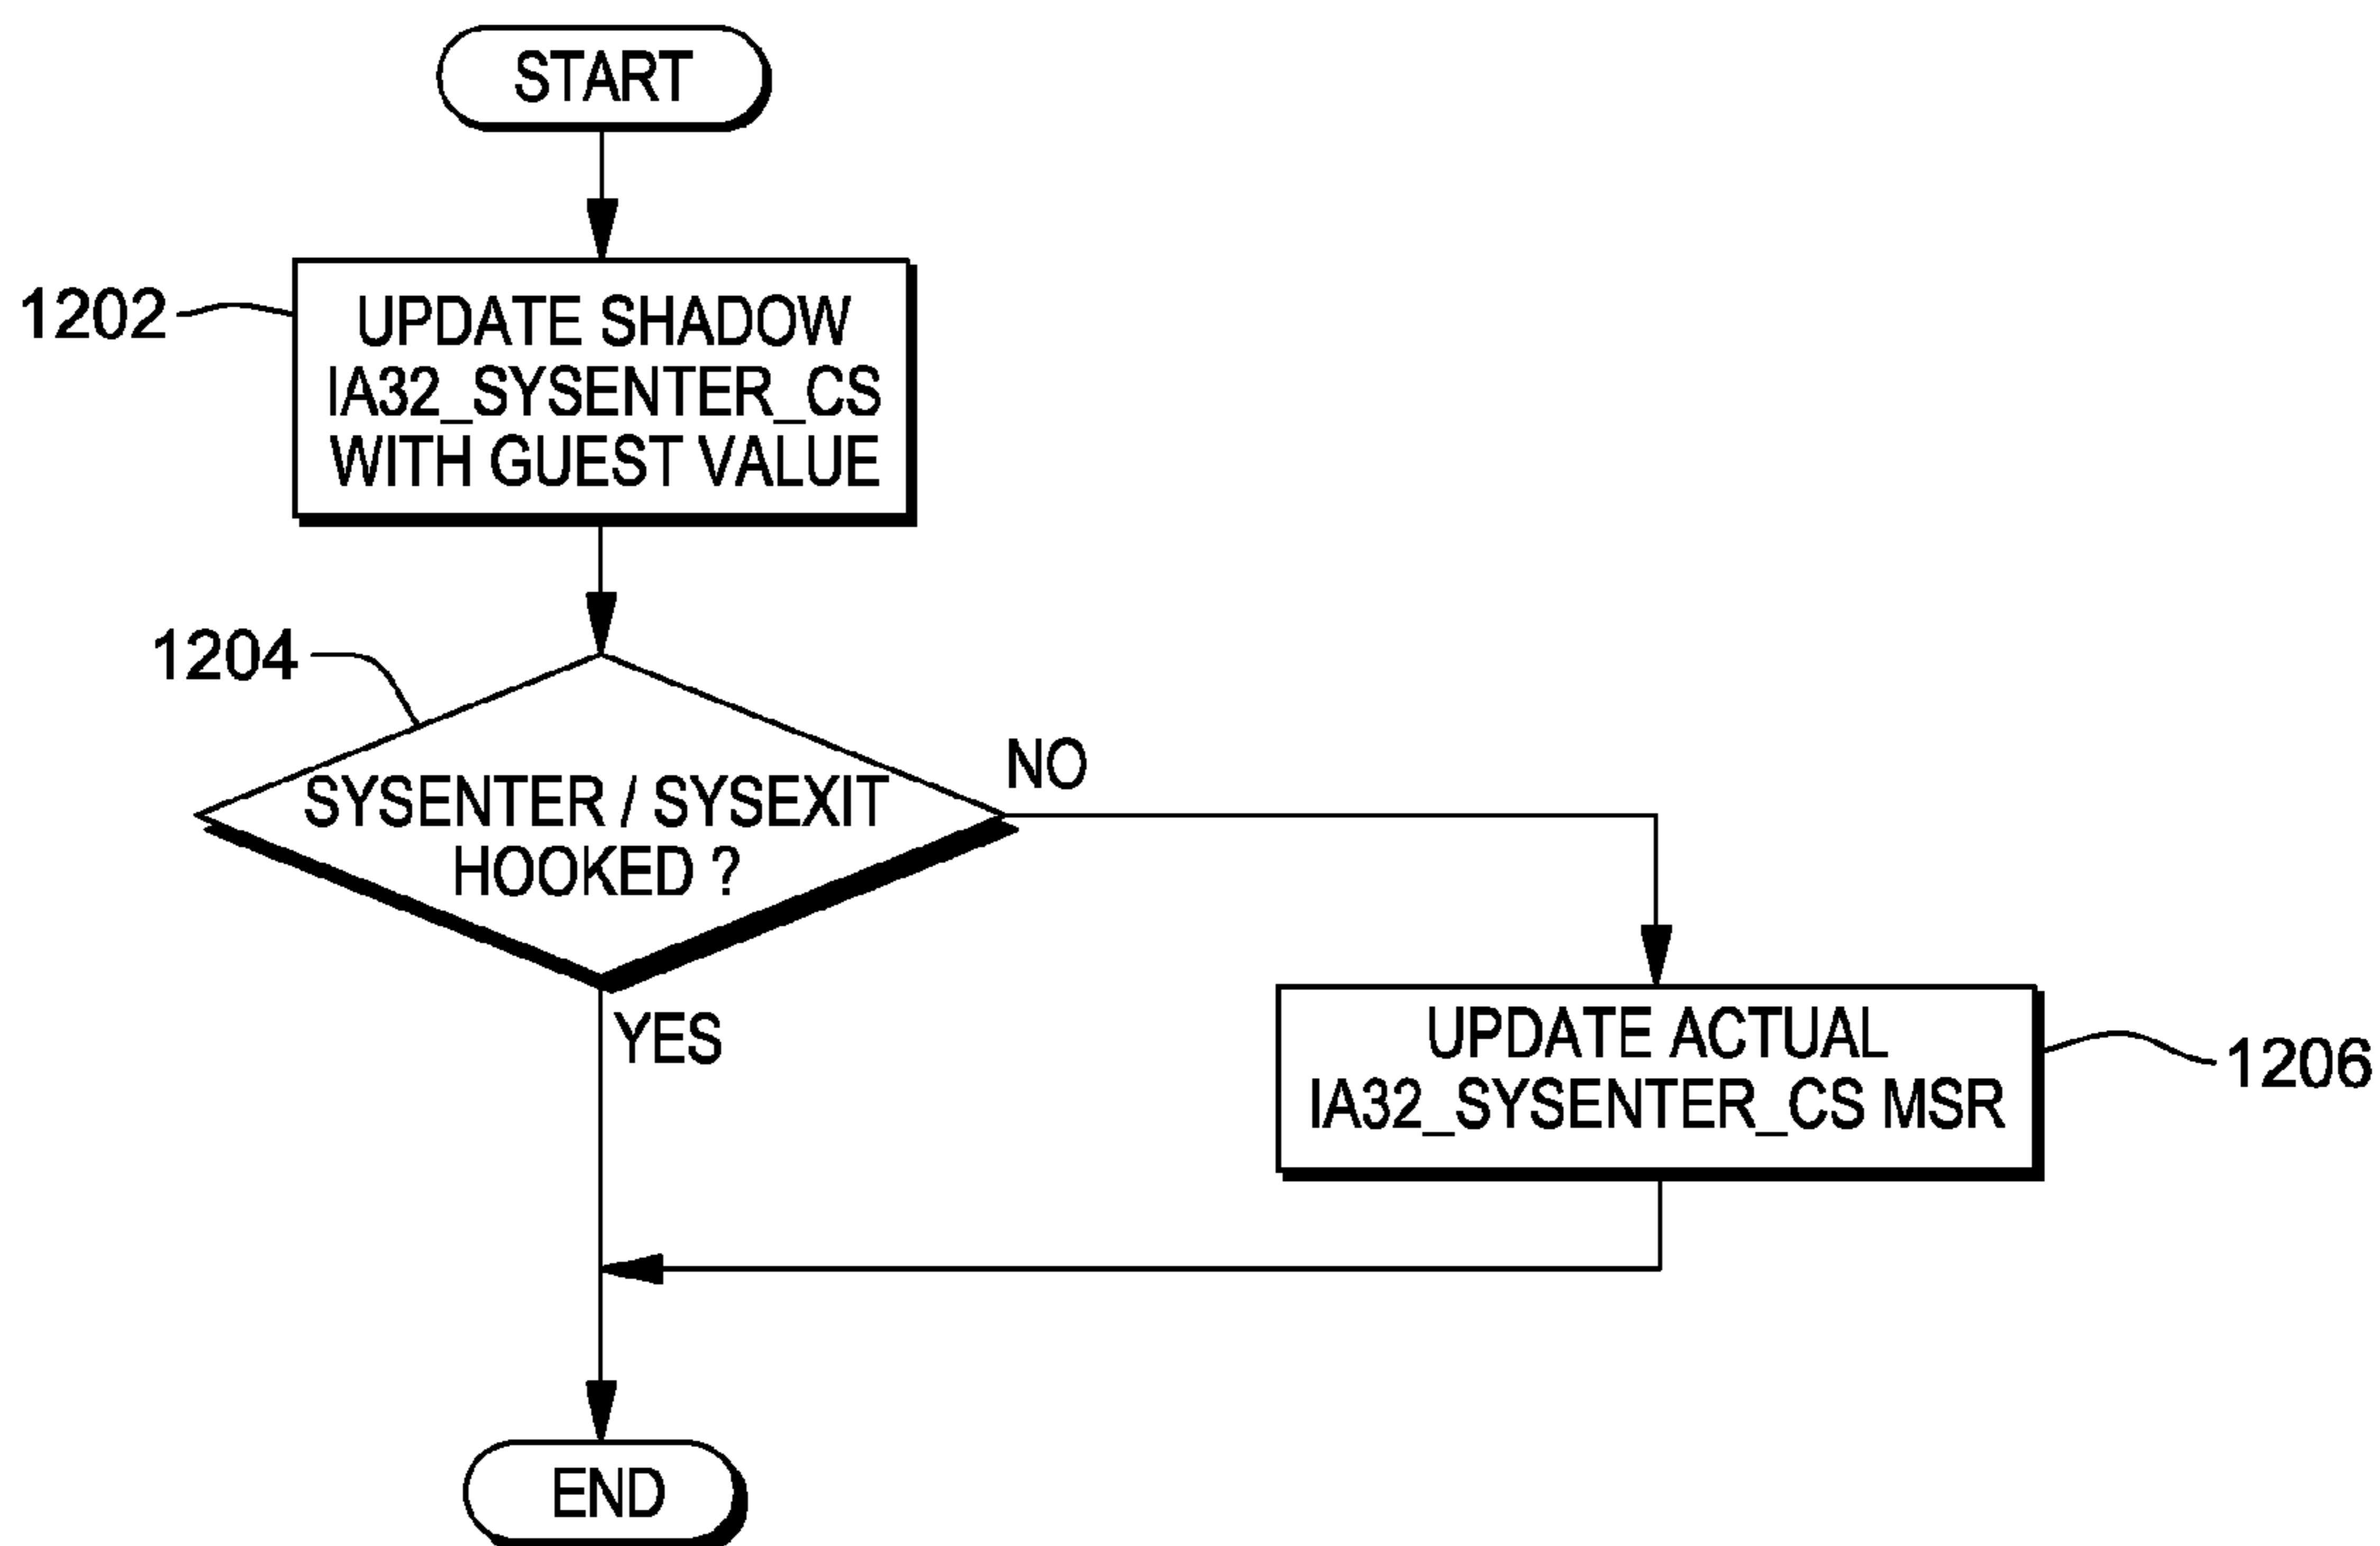 START
1202
UPDATE SHADOW
IA32_SYSENTER_CS
WITH GUEST VALUE
1204
SYSENTER / SYSEXIT
HOOKED ?
NO
YES
UPDATE ACTUAL
IA32_SYSENTER_CS MSR
1206
END